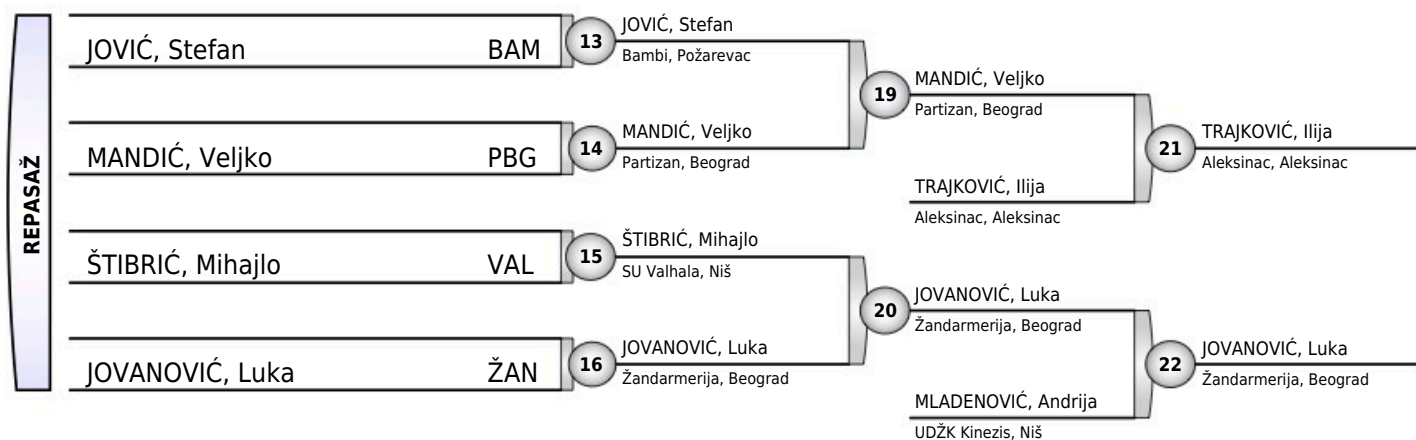 REPASAŽ
JOVIĆ, Stefan BAM
MANDIĆ, Veljko PBG
ŠTIBRIĆ, Mihajlo VAL
JOVANOVIĆ, Luka ŽAN
13
JOVIĆ, Stefan
Bambi, Požarevac
14
MANDIĆ, Veljko
Partizan, Beograd
15
ŠTIBRIĆ, Mihajlo
SU Valhala, Niš
16
JOVANOVIĆ, Luka
Žandarmerija, Beograd
19
MANDIĆ, Veljko
Partizan, Beograd
TRAJKOVIĆ, Ilija
Aleksinac, Aleksinac
20
JOVANOVIĆ, Luka
Žandarmerija, Beograd
MLADENOVIĆ, Andrija
UDŽK Kinezis, Niš
21
TRAJKOVIĆ, Ilija
Aleksinac, Aleksinac
22
JOVANOVIĆ, Luka
Žandarmerija, Beograd